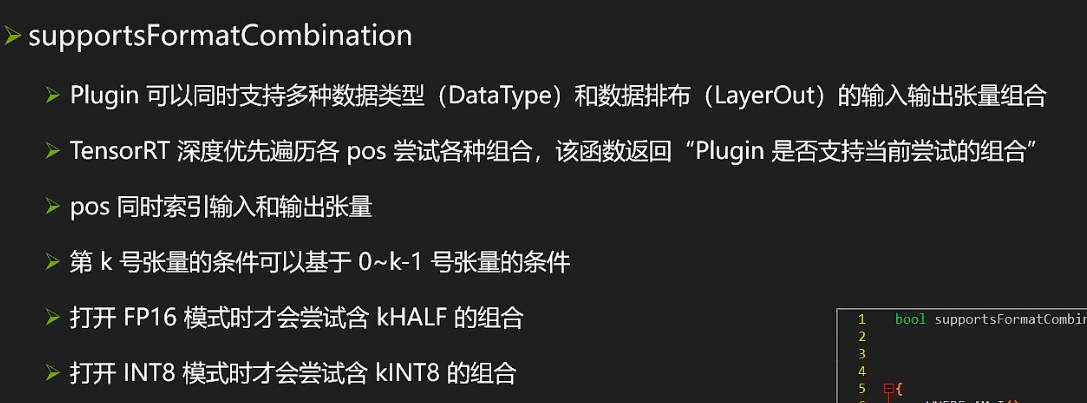 supportsFormatCombination
Plugin 可以同时支持多种数据类型（DataType）和数据排布（LayerOut）的输入输出张量组合
TensorRT 深度优先遍历各 pos 尝试各种组合，该函数返回“Plugin 是否支持当前尝试的组合”
pos 同时索引输入和输出张量
第 k 号张量的条件可以基于 0~k-1 号张量的条件
打开 FP16 模式时才会尝试含 kHALF 的组合
打开 INT8 模式时才会尝试含 kINT8 的组合
1 bool supportsFormatCombin
2
3
4
5 {